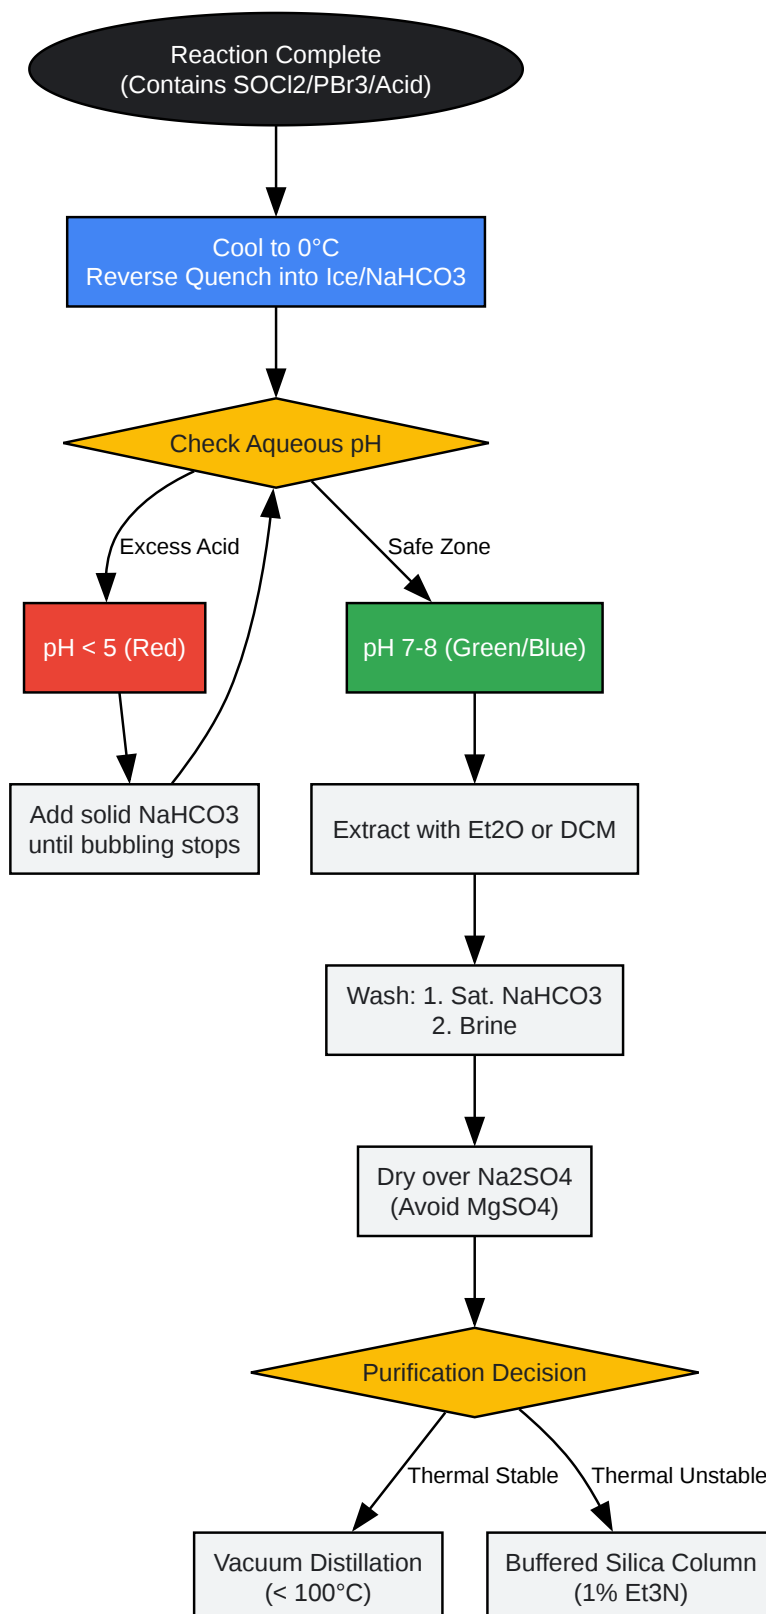 Reaction Complete
(Contains SOCl2/PBr3/Acid)
Cool to 0°C
Reverse Quench into Ice/NaHCO3
Check Aqueous pH
Excess Acid
Safe Zone
pH < 5 (Red)
pH 7-8 (Green/Blue)
Add solid NaHCO3
until bubbling stops
Extract with Et2O or DCM
Wash: 1. Sat. NaHCO3
2. Brine
Dry over Na2SO4
(Avoid MgSO4)
Purification Decision
Thermal Stable
Thermal Unstable
Vacuum Distillation
(< 100°C)
Buffered Silica Column
(1% Et3N)